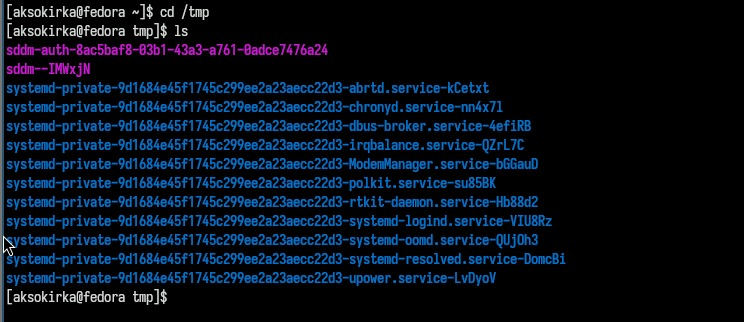 [aksokirka@fedora ~]$ cd /tmp
[aksokirka@fedora tmp]$ ls
sddm-auth-8ac5baf8-03b1-43a3-a761-0adce7476a24
sddm--IMWxjN
systemd-private-9d1684e45f1745c299ee2a23aecc22d3-abrtd.service-kCetxt
systemd-private-9d1684e45f1745c299ee2a23aecc22d3-chronyd.service-nn4x7l
systemd-private-9d1684e45f1745c299ee2a23aecc22d3-dbus-broker.service-4efiRB
systemd-private-9d1684e45f1745c299ee2a23aecc22d3-irqbalance.service-QZrL7C
systemd-private-9d1684e45f1745c299ee2a23aecc22d3-ModemManager.service-bGGauD
systemd-private-9d1684e45f1745c299ee2a23aecc22d3-polkit.service-su85BK
systemd-private-9d1684e45f1745c299ee2a23aecc22d3-rtkit-daemon.service-Hb88d2
systemd-private-9d1684e45f1745c299ee2a23aecc22d3-systemd-logind.service-VIU8Rz
systemd-private-9d1684e45f1745c299ee2a23aecc22d3-systemd-oomd.service-QUjOh3
systemd-private-9d1684e45f1745c299ee2a23aecc22d3-systemd-resolved.service-DomcBi
systemd-private-9d1684e45f1745c299ee2a23aecc22d3-upower.service-LvDyoV
[aksokirka@fedora tmp]$